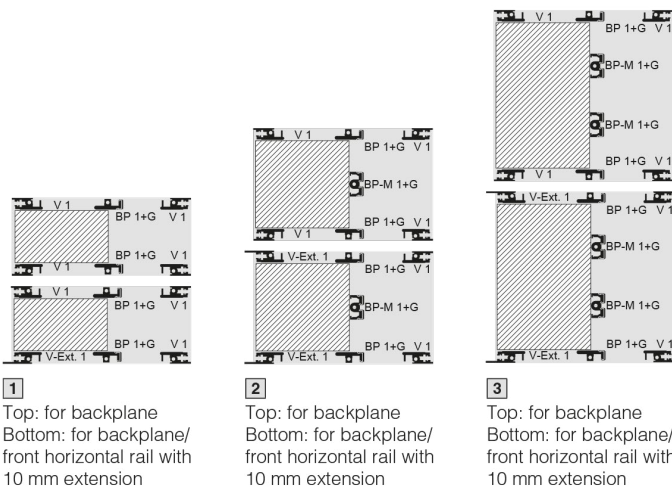 V 1
BP 1+G V 1
BP 1+G V 1
V 1
V 1
BP 1+G V 1
BP 1+G V 1
V-Ext. 1
1
Top: for backplane
Bottom: for backplane/
front horizontal rail with
10 mm extension
V 1
BP 1+G V 1
BP-M 1+G
BP 1+G V 1
V 1
V-Ext. 1
BP 1+G V 1
BP-M 1+G
BP 1+G V 1
V-Ext. 1
2
Top: for backplane
Bottom: for backplane/
front horizontal rail with
10 mm extension
V 1
BP 1+G V 1
BP-M 1+G
BP-M 1+G
BP 1+G V 1
V 1
V-Ext. 1
BP 1+G V 1
BP-M 1+G
BP-M 1+G
BP 1+G V 1
V-Ext. 1
3
Top: for backplane
Bottom: for backplane/
front horizontal rail with
10 mm extension